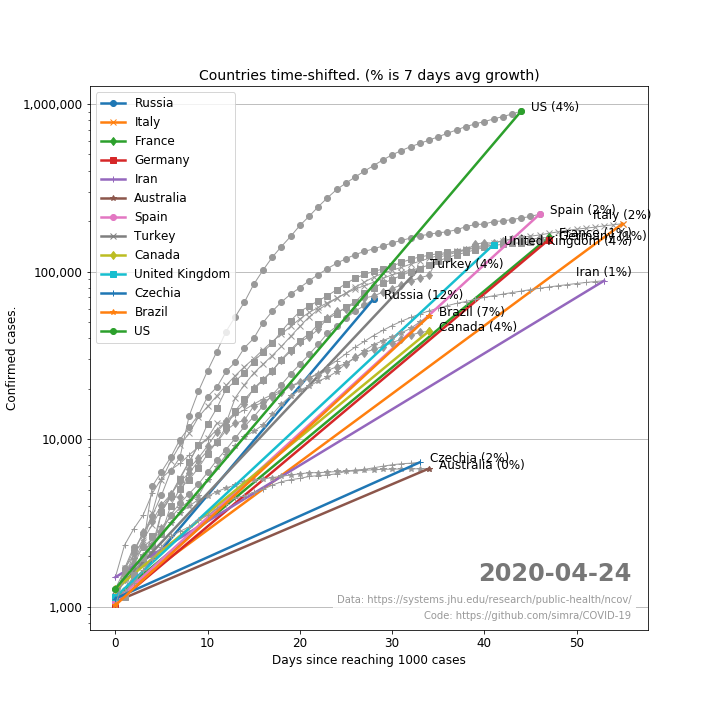 Countries time-shifted. (% is 7 days avg growth)
Confirmed cases.
1,000,000
100,000
10,000
1,000
Russia
Italy
France
Germany
Iran
Australia
Spain
Turkey
Canada
United Kingdom
Czechia
Brazil
US
US (4%)
Spain (2%)
Italy (2%)
France (1%)
Germany (1%)
United Kingdom (4%)
Turkey (4%)
Iran (1%)
Russia (12%)
Brazil (7%)
Canada (4%)
Czechia (2%)
Australia (0%)
2020-04-24
Data: https://systems.jhu.edu/research/public-health/ncov/
Code: https://github.com/simra/COVID-19
0 10 20 30 40 50
Days since reaching 1000 cases